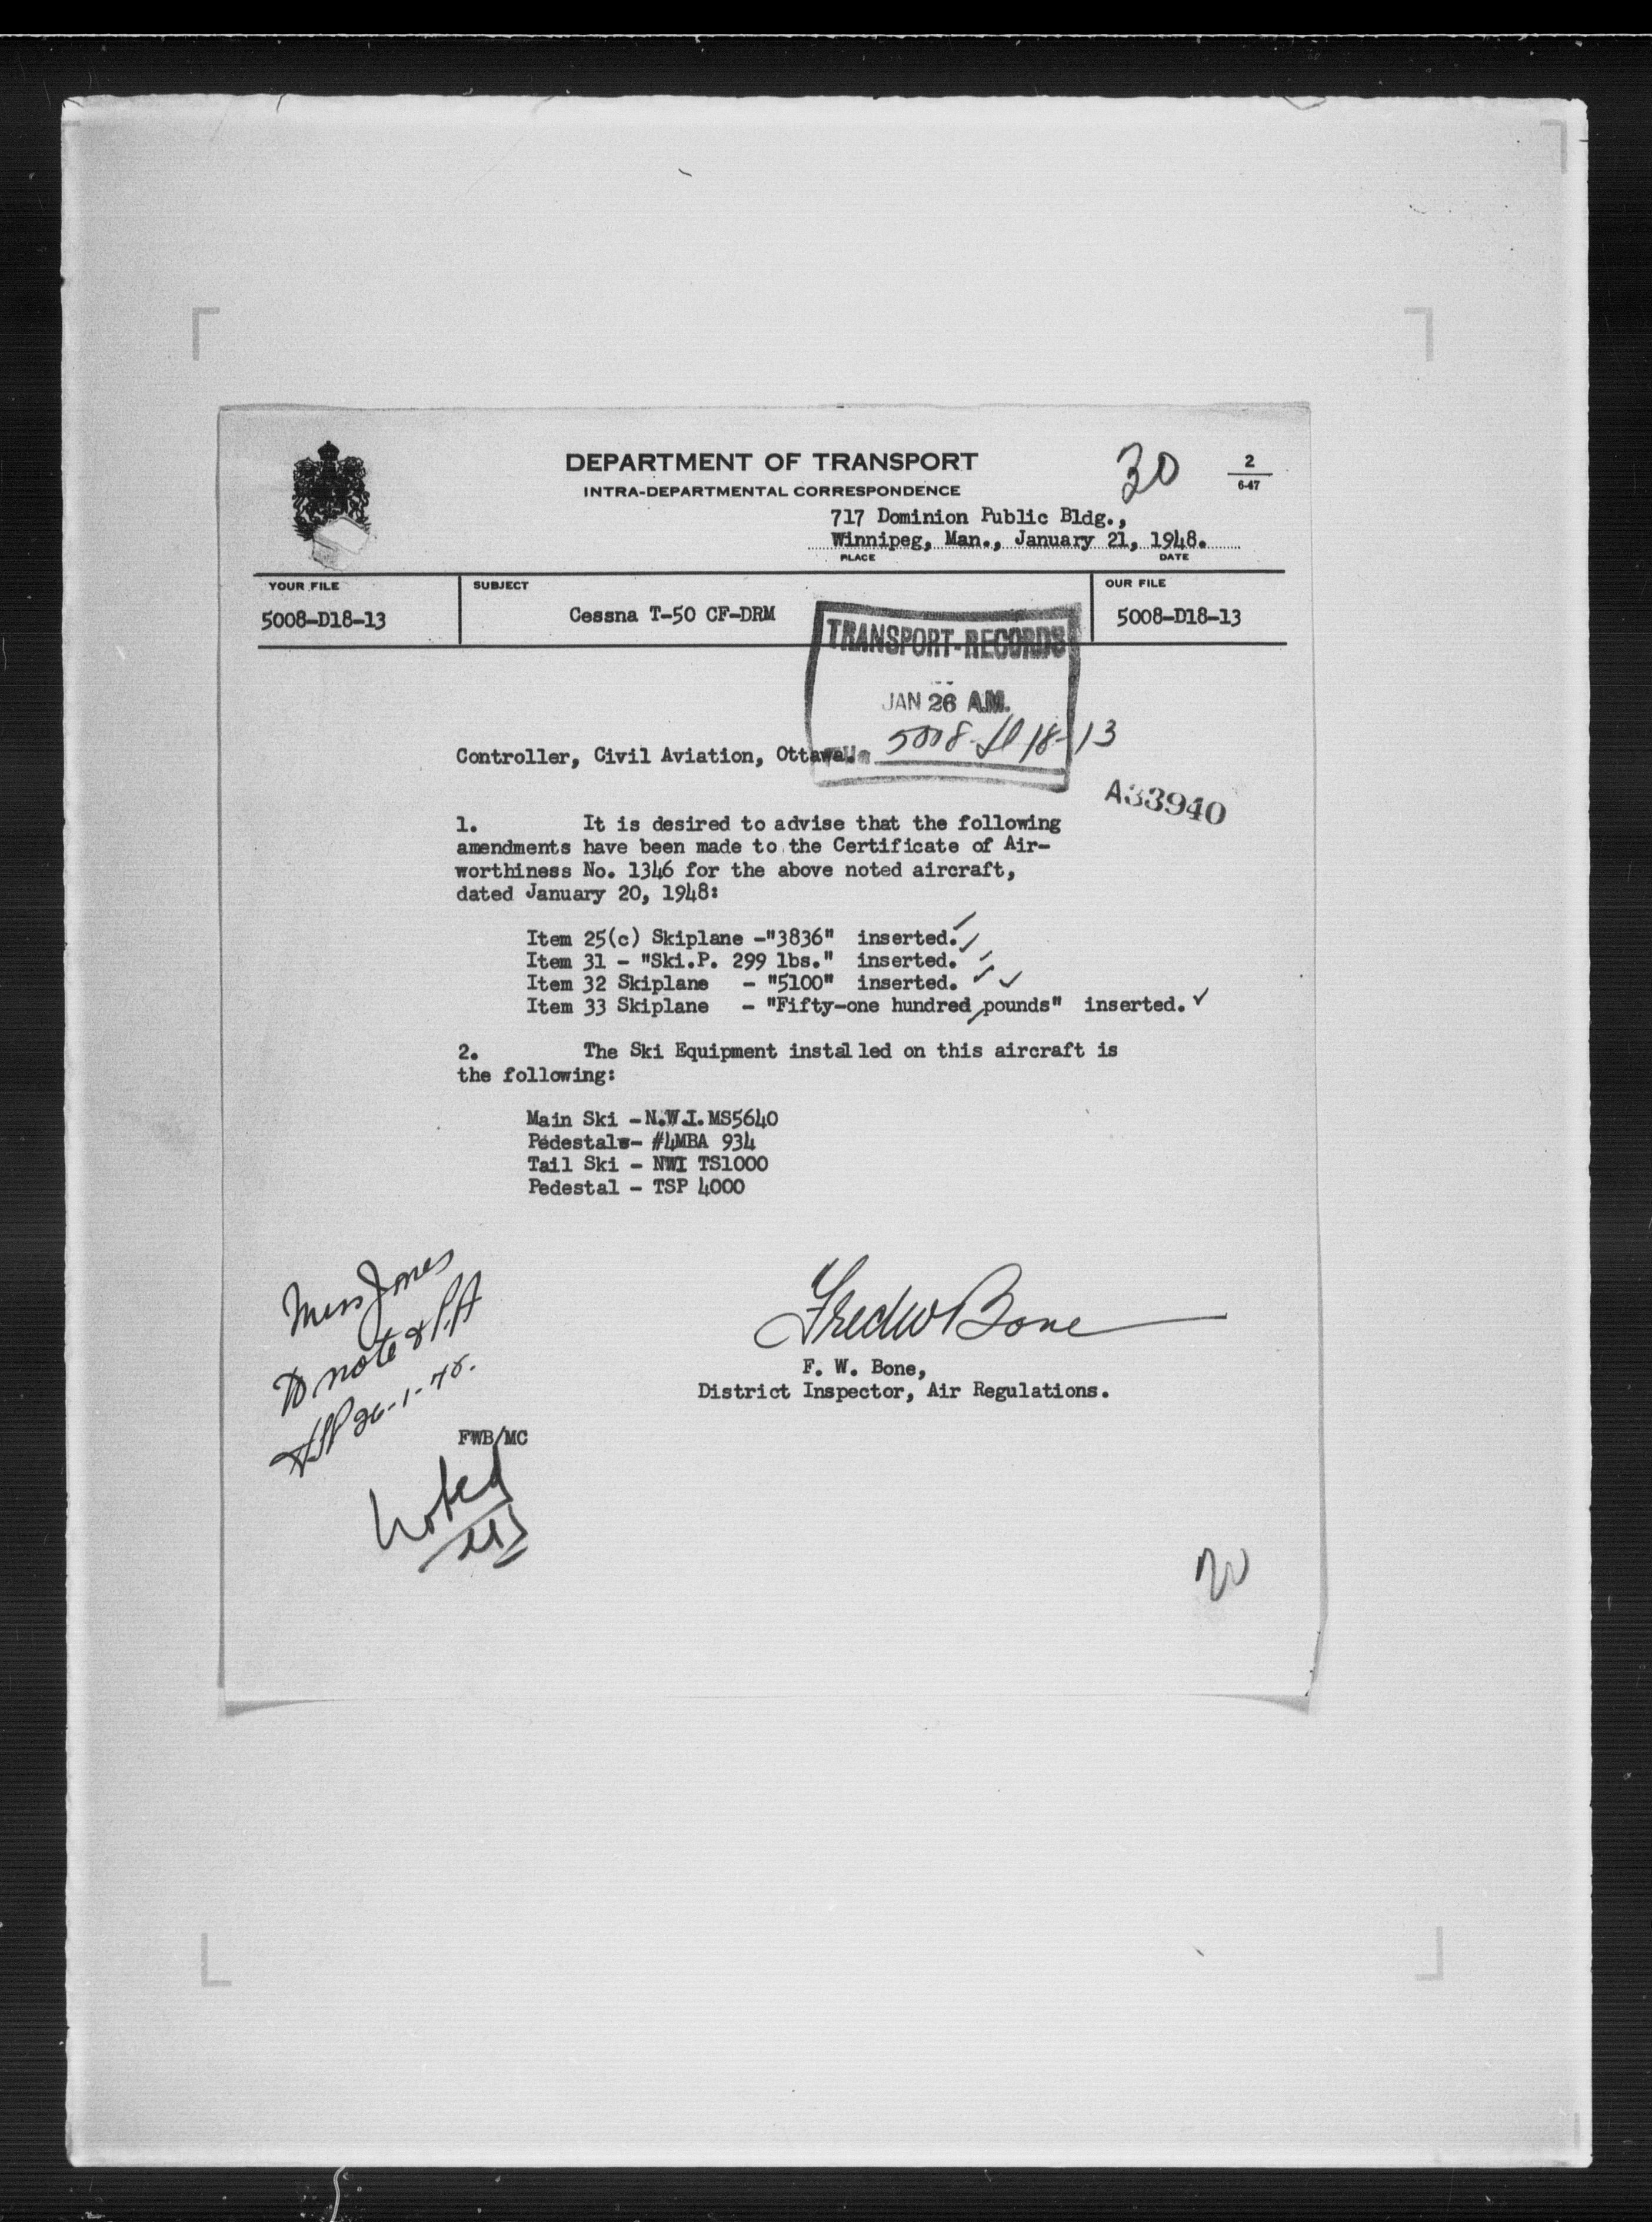 DEPARTMENT OF TRANSPORT
INTRA-DEPARTMENTAL CORRESPONDENCE
30
2
6-47
717 Dominion Public Bldg.,
Winnipeg, Man., January 21, 1948.
PLACE DATE
YOUR FILE SUBJECT OUR FILE
5008-D18-13 Cessna T-50 CF-DRM 5008-D18-13
TRANSPORT-RECORDS
JAN 26 A.M.
5008-D18-13
Controller, Civil Aviation, Ottawa.
A33940
1. It is desired to advise that the following
amendments have been made to the Certificate of Air-
worthiness No. 1346 for the above noted aircraft,
dated January 20, 1948:
Item 25(c) Skiplane -"3836" inserted.
Item 31 - "Ski.P. 299 lbs." inserted.
Item 32 Skiplane - "5100" inserted.
Item 33 Skiplane - "Fifty-one hundred pounds" inserted.
2. The Ski Equipment installed on this aircraft is
the following:
Main Ski -N.W.I. MS5640
Pedestals- #4MBA 934
Tail Ski - NWI TS1000
Pedestal - TSP 4000
Miss Jones
To note & P.A
26-1-48.
Fred W Bone
F. W. Bone,
District Inspector, Air Regulations.
FWB/MC
Noted